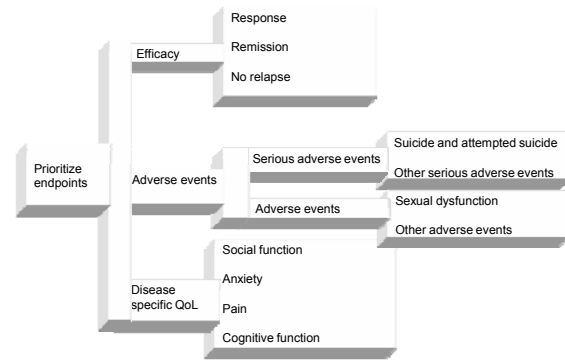 Prioritize
endpoints
Efficacy
Response
Remission
No relapse
Adverse events
Serious adverse events
Suicide and attempted suicide
Other serious adverse events
Adverse events
Sexual dysfunction
Other adverse events
Disease
specific QoL
Social function
Anxiety
Pain
Cognitive function